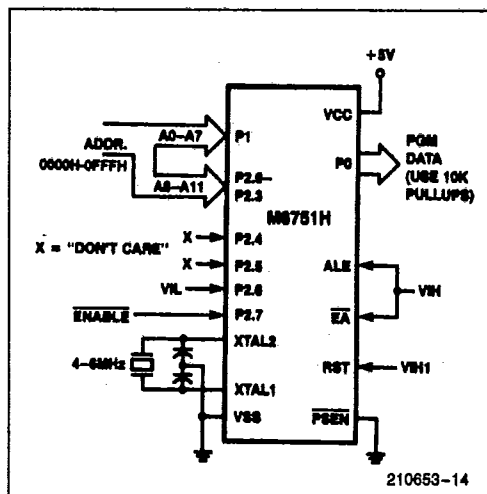 +5V
VCC
PGM
DATA
(USE 10K
PULLUPS)
P0
ADDR.
0000H-0FFFH
A0-A7
P1
A8-A11
P2.0-
P2.3
M8751H
X = "DON'T CARE"
X
P2.4
X
P2.5
VIL
P2.6
ENABLE
P2.7
ALE
EA
VIH
4-6MHz
XTAL2
XTAL1
VSS
RST
VIH1
PSEN
210653-14